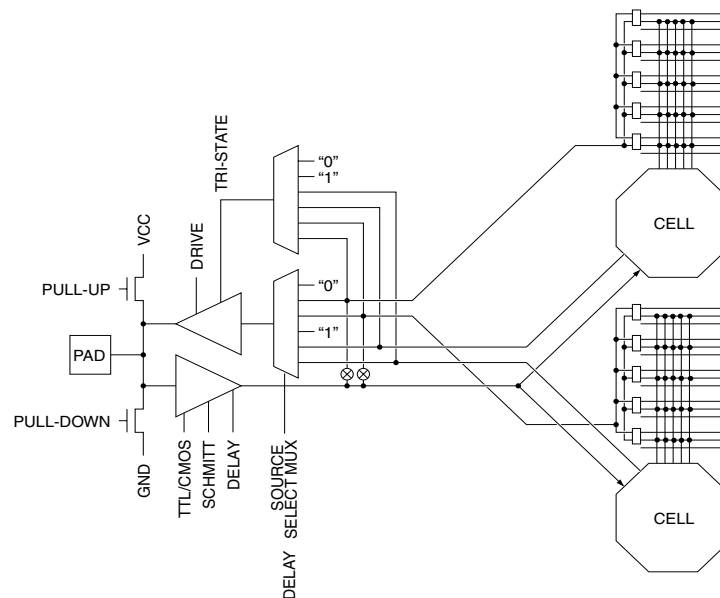 "0"
"1"
TRI-STATE
CELL
VCC
DRIVE
PULL-UP
"0"
"1"
PAD
PULL-DOWN
GND
TTL/CMOS
SCHMITT
DELAY
SOURCE
SELECT MUX
DELAY
CELL